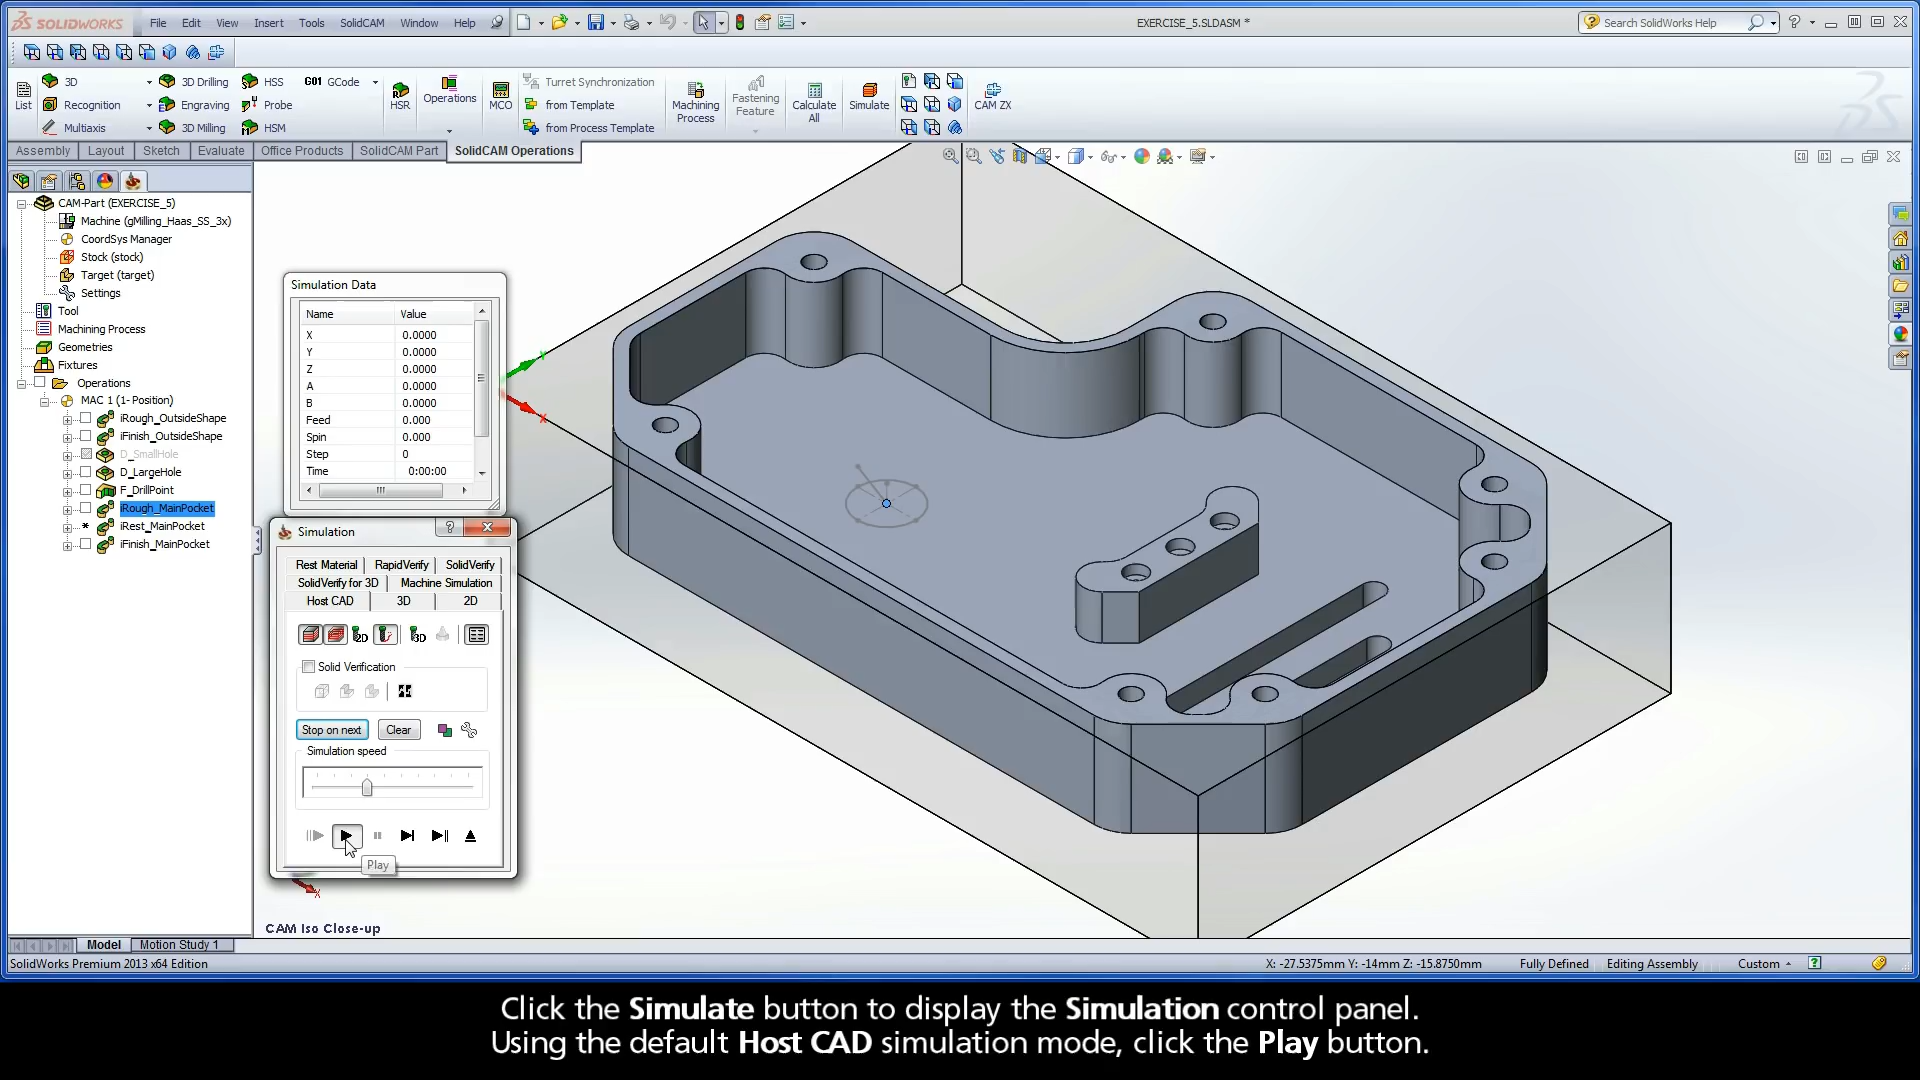 SOLIDWORKS File Edit View Insert Tools SolidCAM Window Help EXERCISE_5.SLDASM * Search SolidWorks Help
3D 3D Drilling HSS G01 GCode Turret Synchronization
List Recognition Engraving Probe HSR Operations MCO from Template Machining Process Fastening Feature Calculate All Simulate CAM ZX
Multiaxis 3D Milling HSM from Process Template
Assembly Layout Sketch Evaluate Office Products SolidCAM Part SolidCAM Operations
CAM-Part (EXERCISE_5)
Machine (gMilling_Haas_SS_3x)
CoordSys Manager
Stock (stock)
Target (target)
Settings
Tool
Machining Process
Geometries
Fixtures
Operations
MAC 1 (1- Position)
iRough_OutsideShape
iFinish_OutsideShape
D_SmallHole
D_LargeHole
F_DrillPoint
iRough_MainPocket
iRest_MainPocket
iFinish_MainPocket
Simulation Data
Name Value
X 0.0000
Y 0.0000
Z 0.0000
A 0.0000
B 0.0000
Feed 0.000
Spin 0.000
Step 0
Time 0:00:00
Simulation
Rest Material RapidVerify SolidVerify
SolidVerify for 3D Machine Simulation
Host CAD 3D 2D
2D 3D
Solid Verification
Stop on next Clear
Simulation speed
Play
X
CAM Iso Close-up
Model Motion Study 1
SolidWorks Premium 2013 x64 Edition X: -27.5375mm Y: -14mm Z: -15.8750mm Fully Defined Editing Assembly Custom
Click the Simulate button to display the Simulation control panel.
Using the default Host CAD simulation mode, click the Play button.